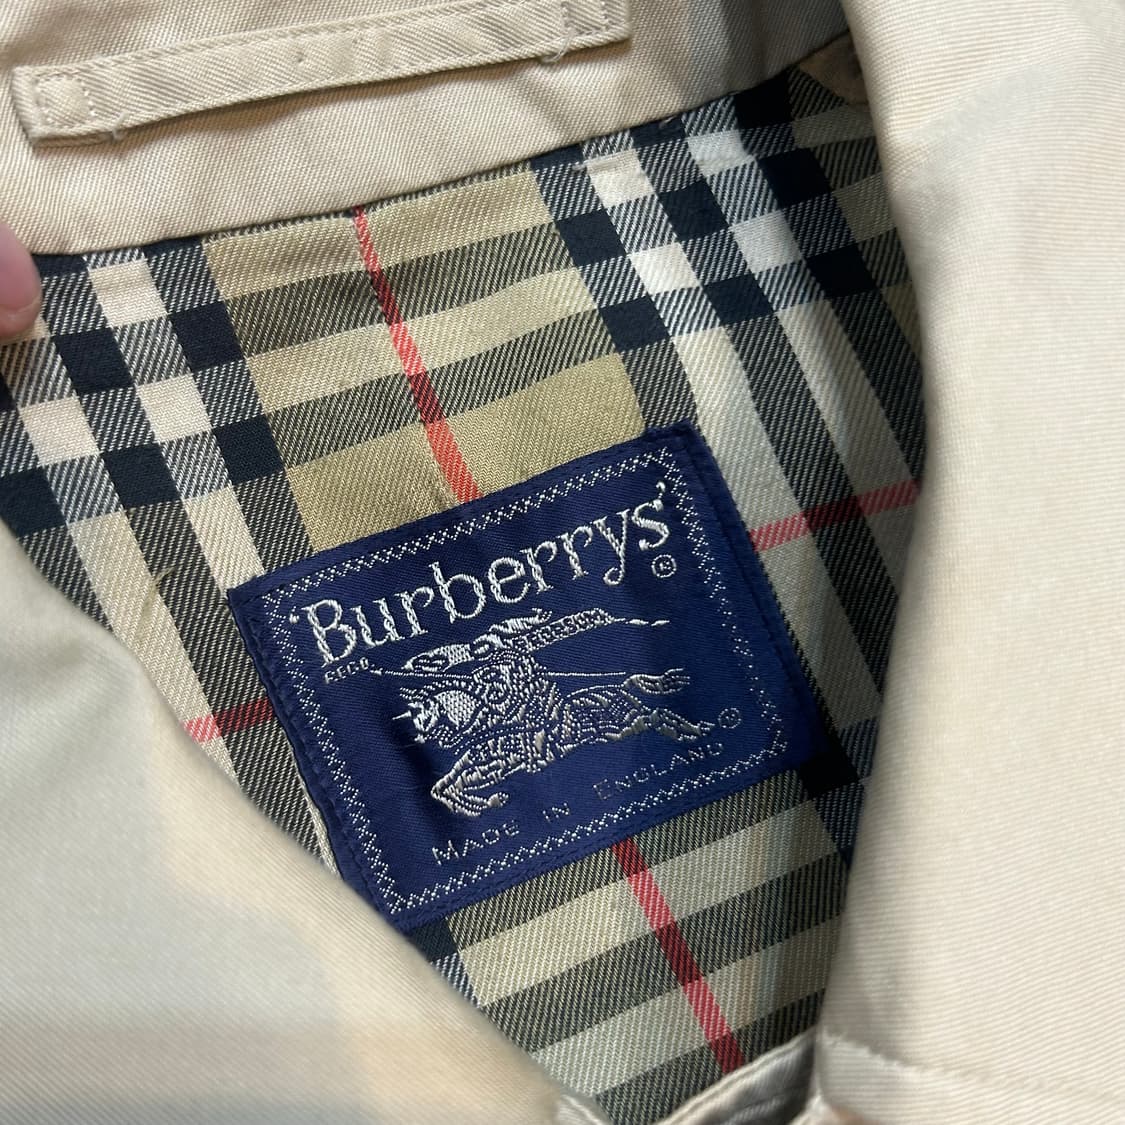 'Burberrys'®
REGD.
®
MADE IN ENGLAND